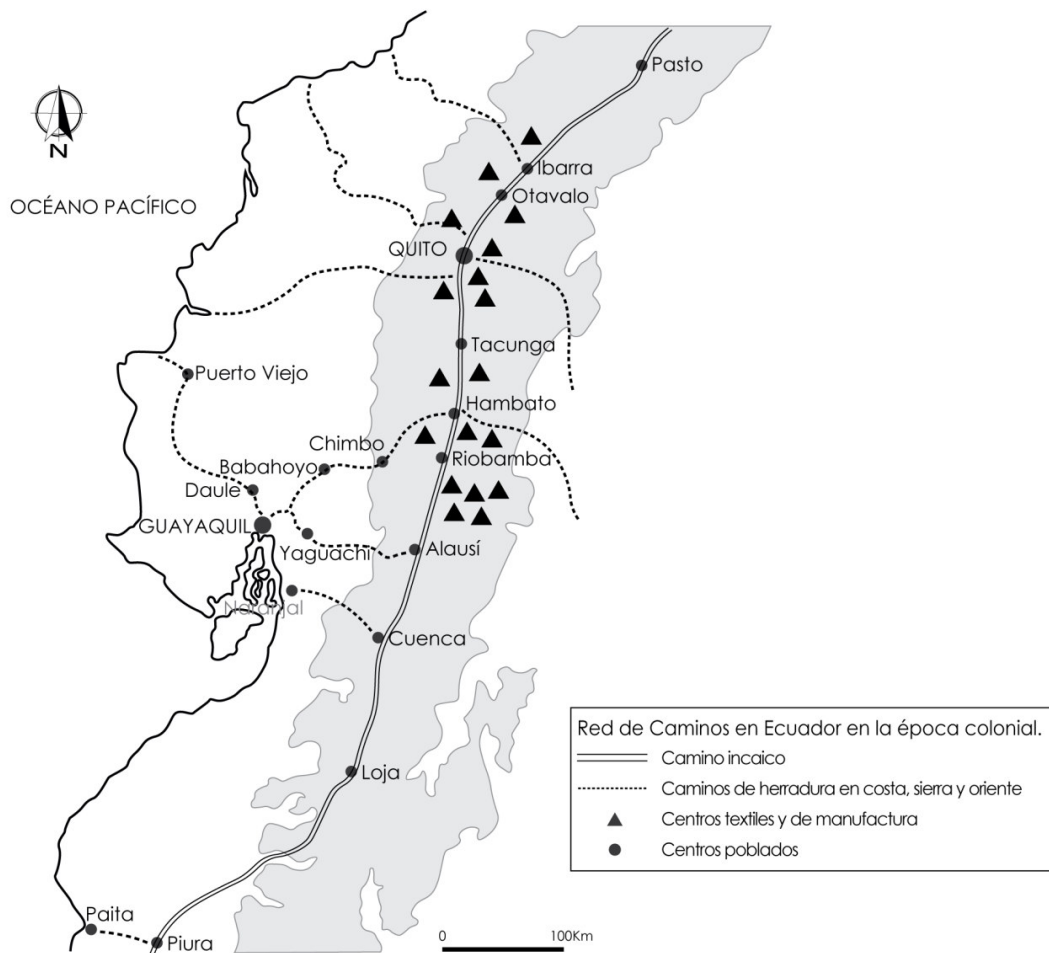 Pasto
Ibarra
Otavalo
N
OCÉANO PACÍFICO
QUITO
Tacunga
Puerto Viejo
Hambato
Chimbo
Babahoyo
Riobamba
Daule
GUAYAQUIL
Yaguachi
Alausí
Naranjal
Cuenca
Loja
Paita
Piura
0 100Km
Red de Caminos en Ecuador en la época colonial.
Camino incaico
Caminos de herradura en costa, sierra y oriente
Centros textiles y de manufactura
Centros poblados